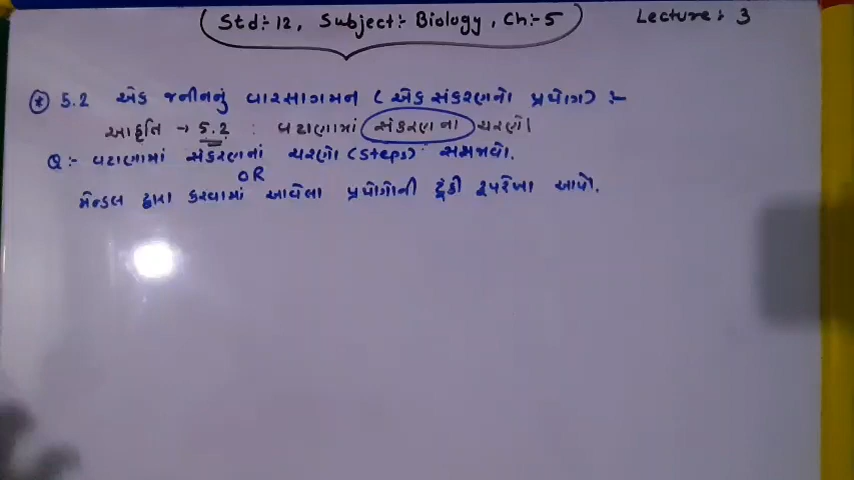 Std:- 12, Subject:- Biology, Ch:- 5
Lecture: 3
* 5.2 એક જનીનનું વારસાગમન (એક સંકરણનો પ્રયોગ) :-
આકૃતિ → 5.2 : વટાણામાં સંકરણના ચરણો
Q:- વટાણામાં સંકરણનાં ચરણો (Steps) સમજાવો.
OR
મેન્ડલ દ્વારા કરવામાં આવેલા પ્રયોગોની ટૂંકી રૂપરેખા આપો.